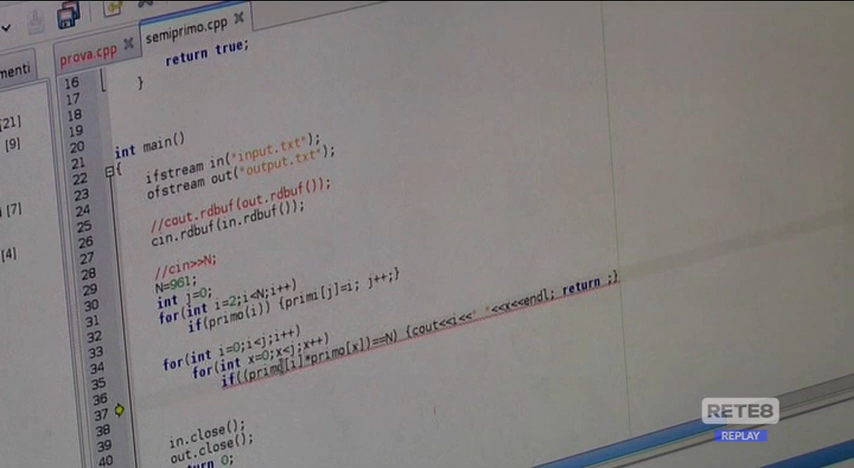 prova.cpp
semiprimo.cpp
menti
[21]
[9]
[7]
[4]
16 return true;
17 }
18
19
20
21 int main()
22 {
23 ifstream in("input.txt");
24 ofstream out("output.txt");
25
26 //cout.rdbuf(out.rdbuf());
27 cin.rdbuf(in.rdbuf());
28
29 //cin>>N;
30 N=961;
31 int j=0;
32 for(int i=2;i<N;i++)
33 if(primo(i)) {primi[j]=i; j++;}
34
35 for(int i=0;i<j;i++)
36 for(int x=0;x<j;x++)
37 if((primo[i]*primo[x])==N) {cout<<i<<" "<<x<<endl; return ;}
38
39
40
in.close();
out.close();
return 0;
RETE8
REPLAY